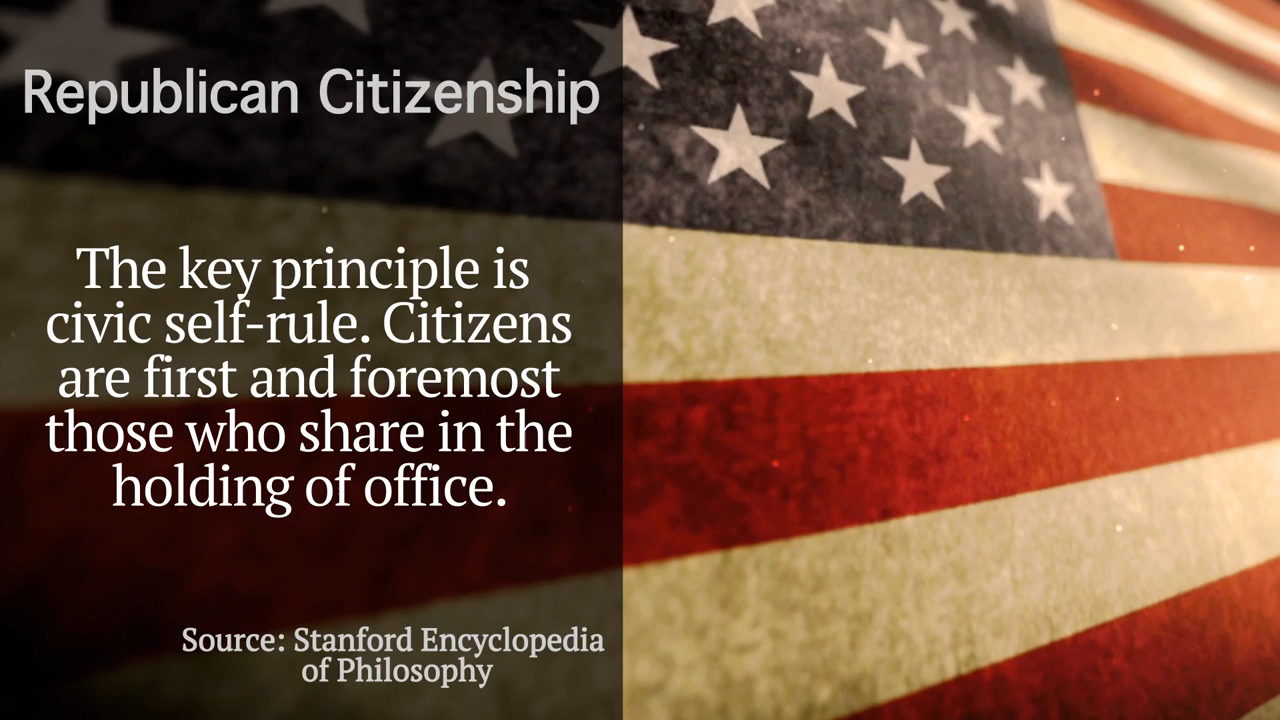 Republican Citizenship
The key principle is
civic self-rule. Citizens
are first and foremost
those who share in the
holding of office.
Source: Stanford Encyclopedia
of Philosophy